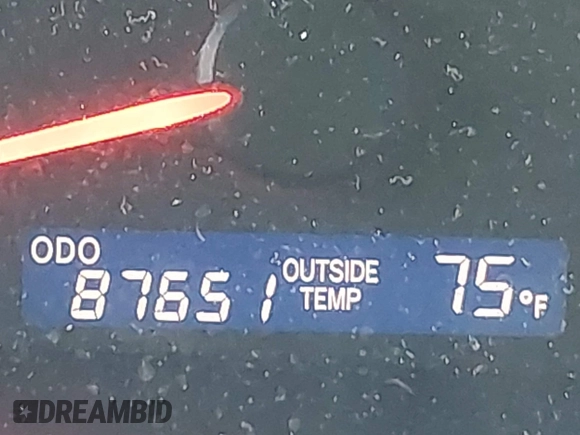 ODO
87651
OUTSIDE
TEMP
75°F
DREAMBID